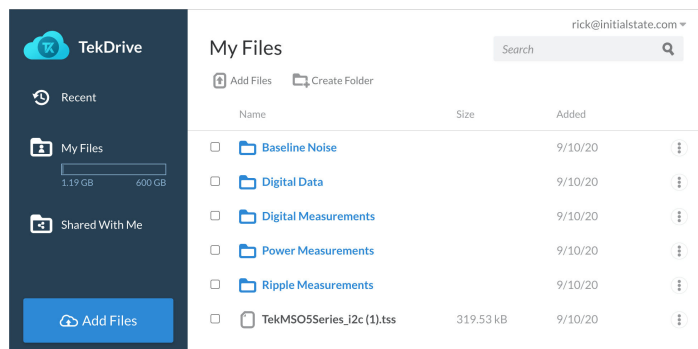 rick@initialstate.com
TK TekDrive
My Files
Search
Add Files Create Folder
Recent
Name Size Added
My Files
1.19 GB 600 GB
Baseline Noise 9/10/20
Digital Data 9/10/20
Shared With Me
Digital Measurements 9/10/20
Power Measurements 9/10/20
Ripple Measurements 9/10/20
Add Files
TekMSO5Series_i2c (1).tss 319.53 kB 9/10/20